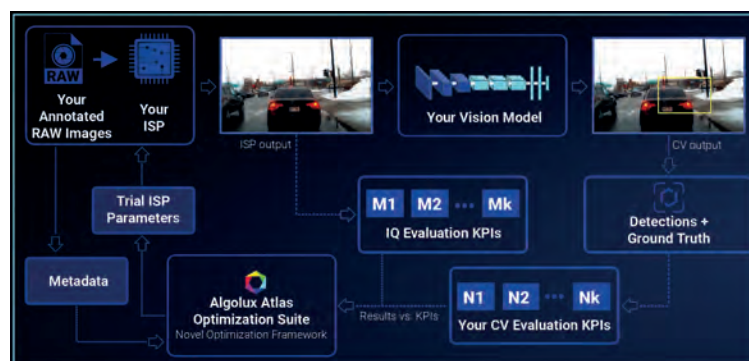 RAW
Your
Annotated
RAW Images
Your
ISP
ISP output
Your Vision Model
CV output
Trial ISP
Parameters
M1 M2 ••• Mk
IQ Evaluation KPIs
Detections +
Ground Truth
Metadata
Algolux Atlas
Optimization Suite
Novel Optimization Framework
Results vs. KPIs
N1 N2 ••• Nk
Your CV Evaluation KPIs